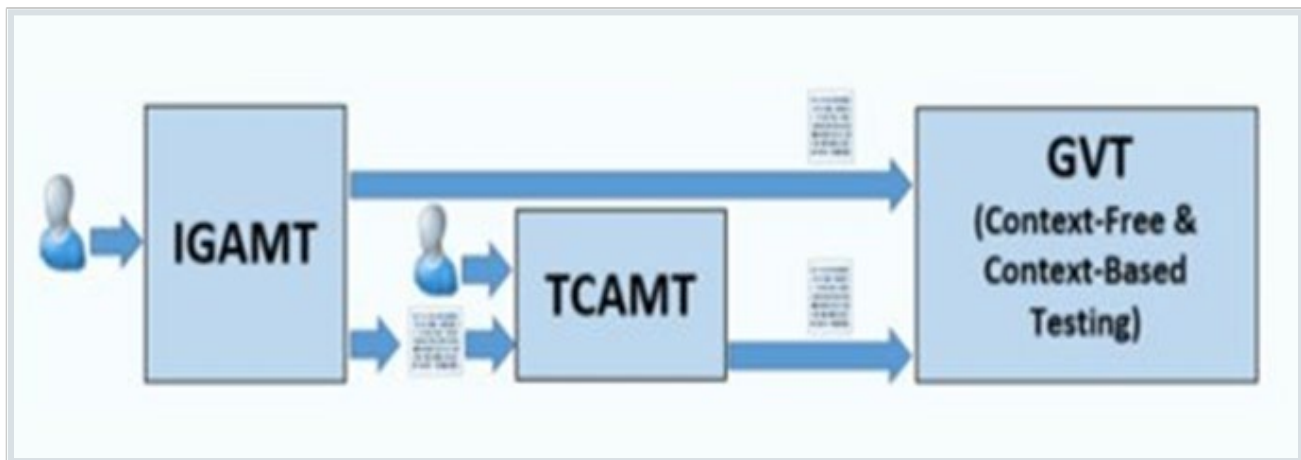 IGAMT
TCAMT
GVT
(Context-Free &
Context-Based
Testing)